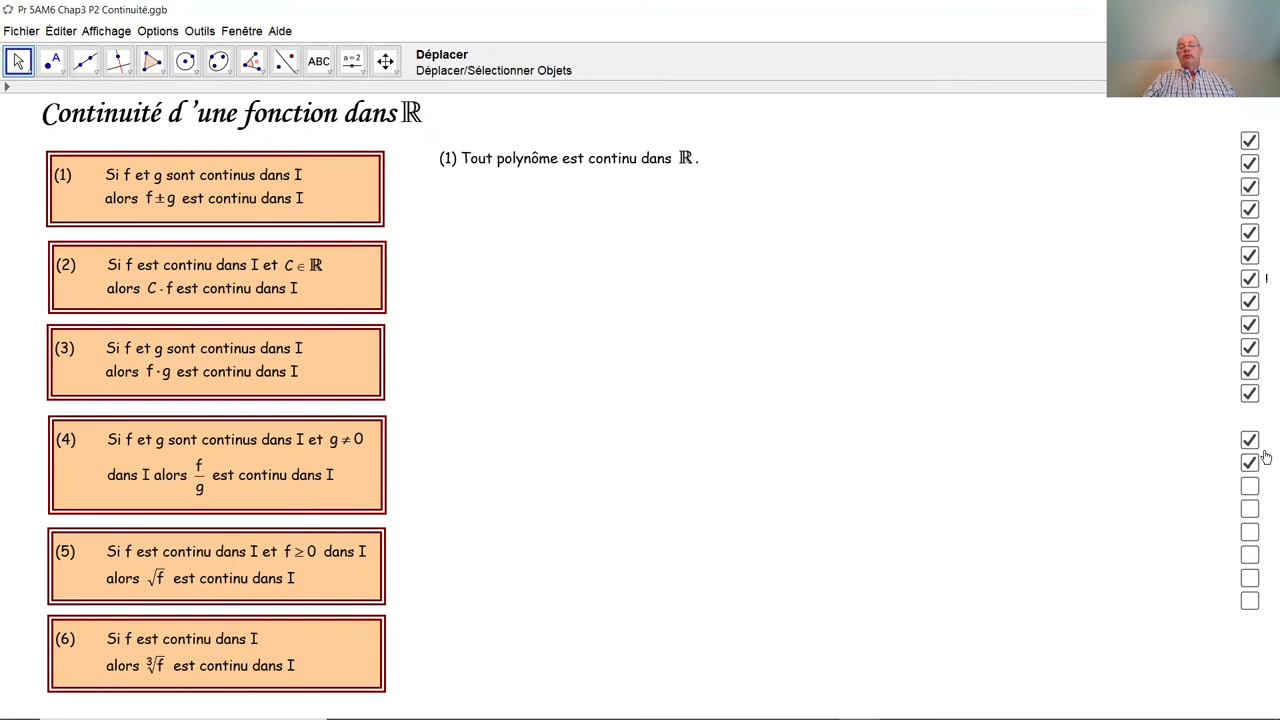 Pr 5AM6 Chap3 P2 Continuité.ggb
Fichier Éditer Affichage Options Outils Fenêtre Aide
A
ABC
a=2
Déplacer
Déplacer/Sélectionner Objets
Continuité d 'une fonction dans ℝ
(1) Si f et g sont continus dans I
alors f ± g est continu dans I
(2) Si f est continu dans I et C ∈ ℝ
alors C · f est continu dans I
(3) Si f et g sont continus dans I
alors f · g est continu dans I
(4) Si f et g sont continus dans I et g ≠ 0
dans I alors f/g est continu dans I
(5) Si f est continu dans I et f ≥ 0 dans I
alors √f est continu dans I
(6) Si f est continu dans I
alors ∛f est continu dans I
(1) Tout polynôme est continu dans ℝ.
!